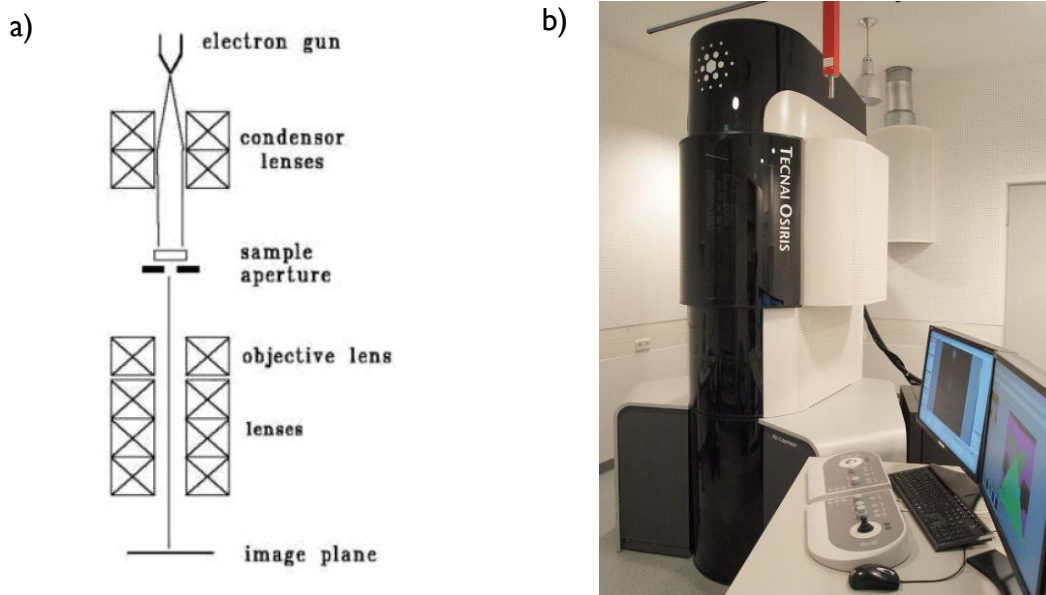 a)
electron gun
condensor
lenses
sample
aperture
objective lens
lenses
image plane
b)
TECNAI OSIRIS